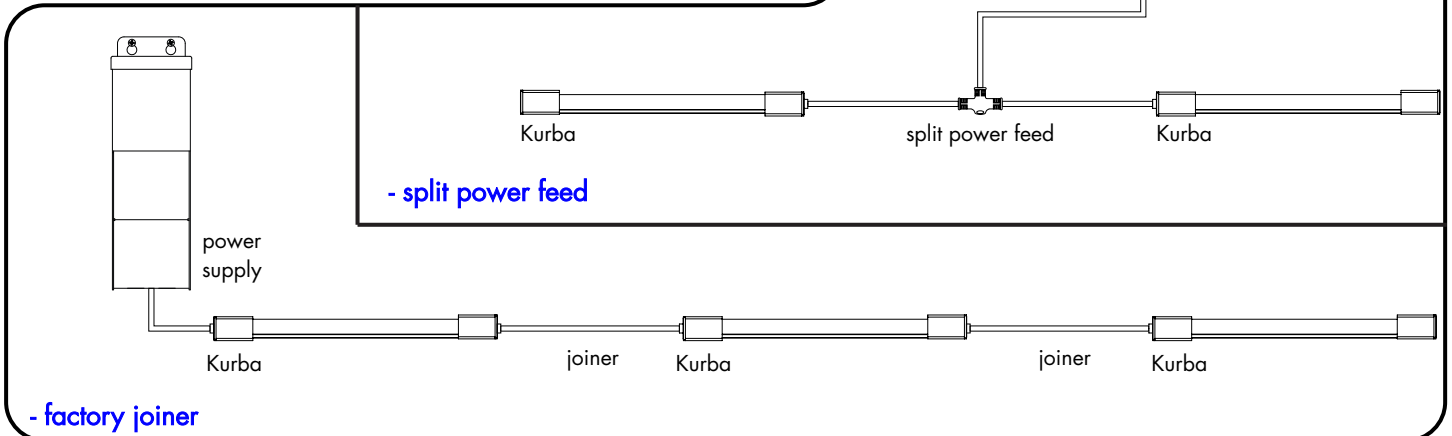 Kurba
split power feed
Kurba
- split power feed
power
supply
Kurba
joiner
Kurba
joiner
Kurba
- factory joiner